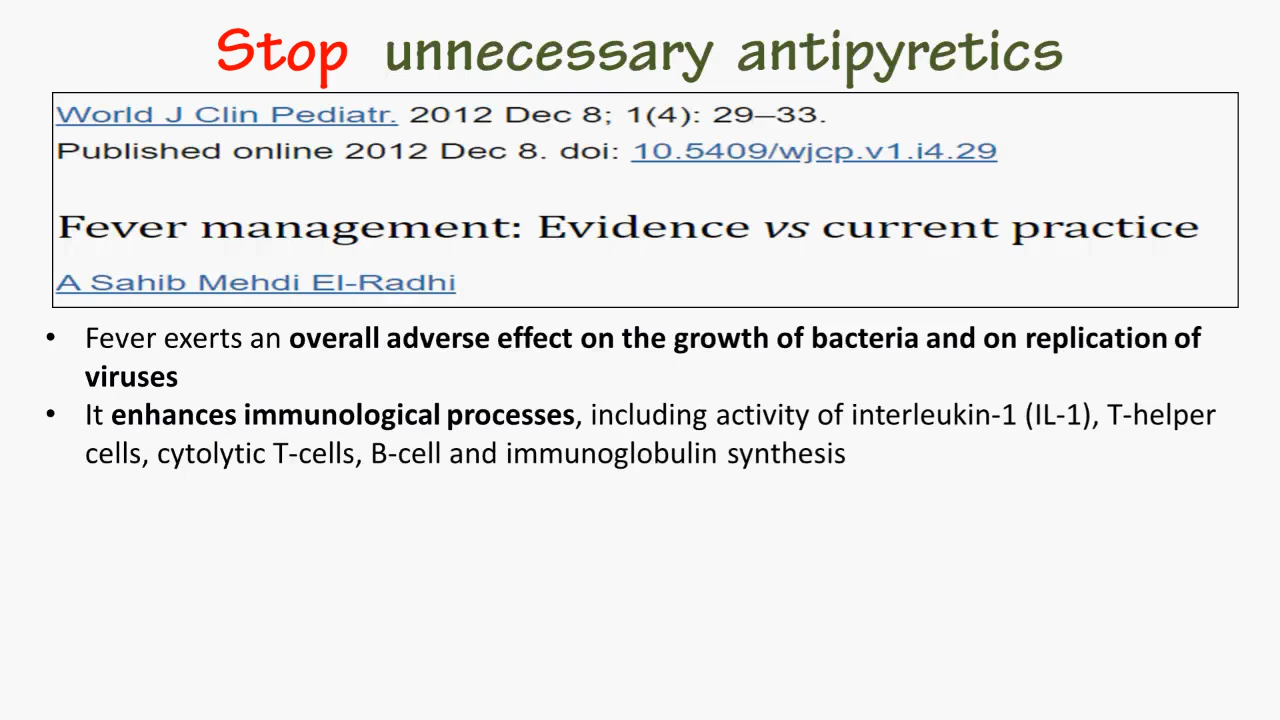 Stop unnecessary antipyretics
World J Clin Pediatr. 2012 Dec 8; 1(4): 29–33.
Published online 2012 Dec 8. doi: 10.5409/wjcp.v1.i4.29
Fever management: Evidence vs current practice
A Sahib Mehdi El-Radhi
• Fever exerts an overall adverse effect on the growth of bacteria and on replication of
viruses
• It enhances immunological processes, including activity of interleukin-1 (IL-1), T-helper
cells, cytolytic T-cells, B-cell and immunoglobulin synthesis